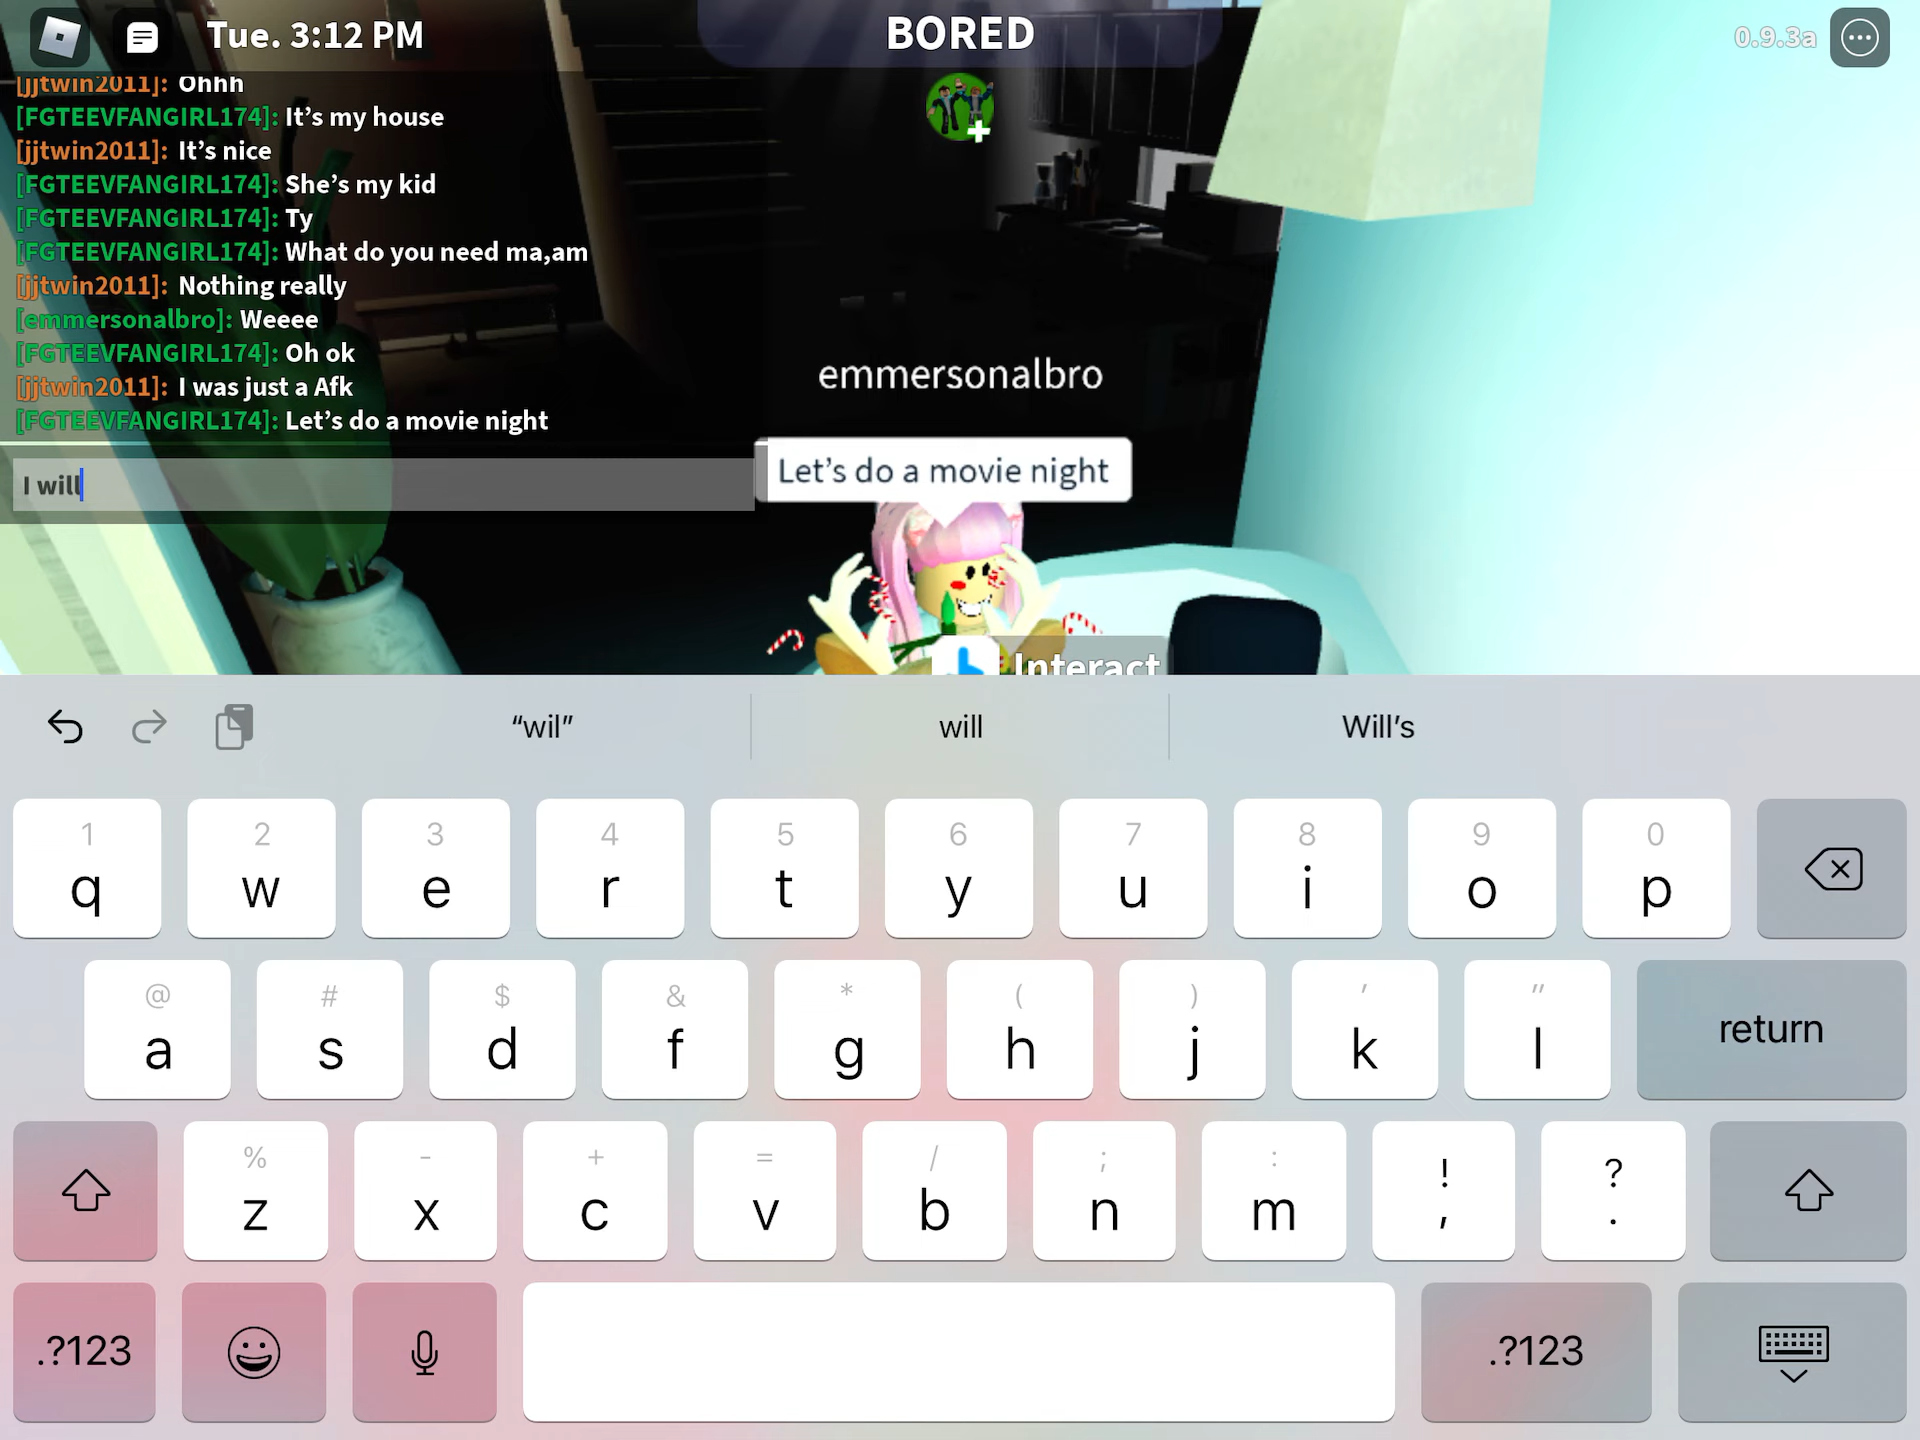 Tue. 3:12 PM
BORED
0.9.3a
[jjtwin2011]: Ohhh
[FGTEEVFANGIRL174]: It’s my house
[jjtwin2011]: It’s nice
[FGTEEVFANGIRL174]: She’s my kid
[FGTEEVFANGIRL174]: Ty
[FGTEEVFANGIRL174]: What do you need ma,am
[jjtwin2011]: Nothing really
[emmersonalbro]: Weeee
[FGTEEVFANGIRL174]: Oh ok
[jjtwin2011]: I was just a Afk
[FGTEEVFANGIRL174]: Let’s do a movie night
I will
emmersonalbro
Let’s do a movie night
Interact
“wil” will Will’s
1 2 3 4 5 6 7 8 9 0
q w e r t y u i o p
@ # $ & * ( ) ' "
a s d f g h j k l return
% - + = / ; : ! ?
z x c v b n m , .
.?123 .?123